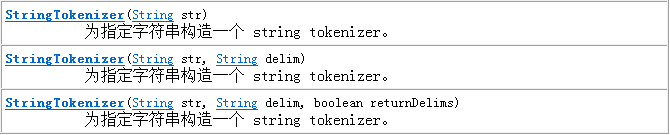 StringTokenizer(String str)
为指定字符串构造一个 string tokenizer。
StringTokenizer(String str, String delim)
为指定字符串构造一个 string tokenizer。
StringTokenizer(String str, String delim, boolean returnDelims)
为指定字符串构造一个 string tokenizer。